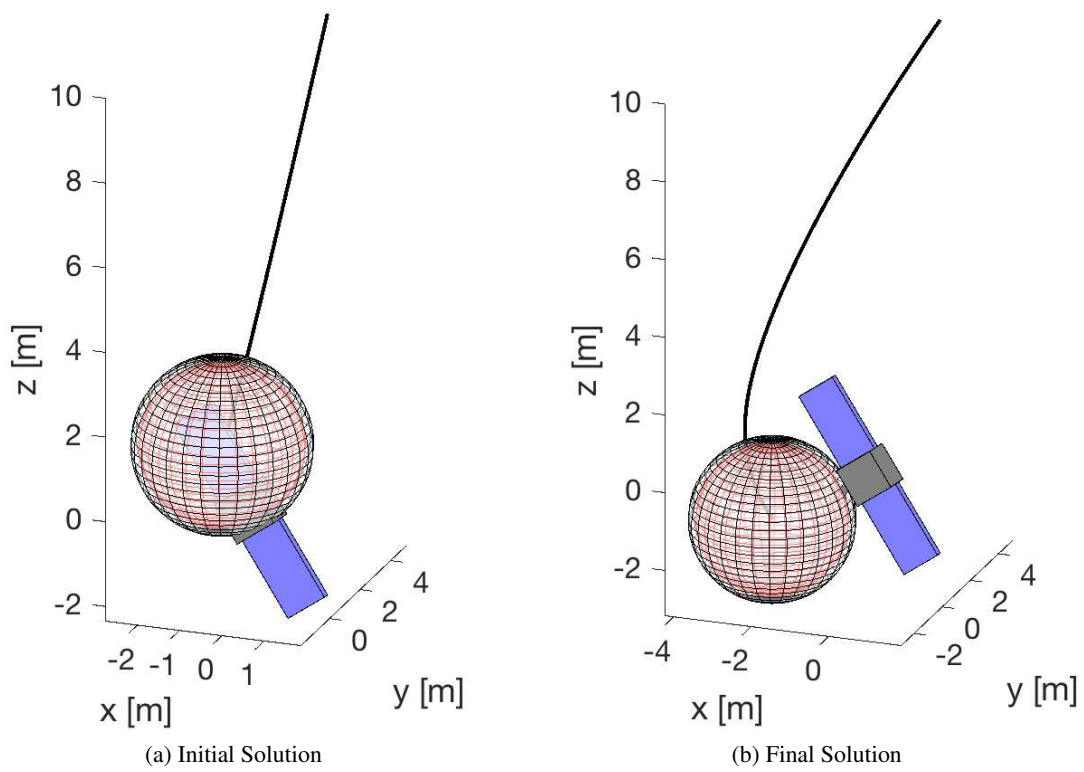 10
8
6
4
2
0
-2
z [m]
-2 -1 0 1
x [m]
0 2 4
y [m]
(a) Initial Solution
10
8
6
4
2
0
-2
z [m]
-4 -2 0
x [m]
-2 0 2 4
y [m]
(b) Final Solution